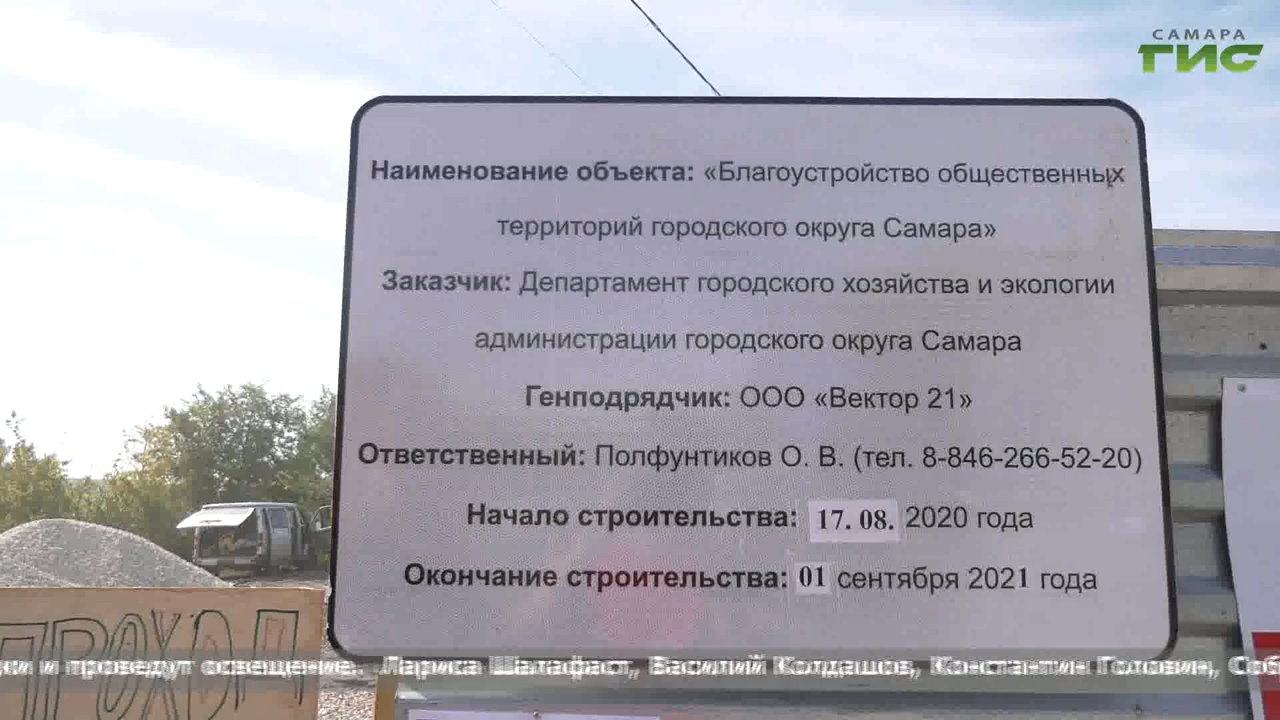 САМАРА
ГИС
Наименование объекта: «Благоустройство общественных
территорий городского округа Самара»
Заказчик: Департамент городского хозяйства и экологии
администрации городского округа Самара
Генподрядчик: ООО «Вектор 21»
Ответственный: Полфунтиков О. В. (тел. 8-846-266-52-20)
Начало строительства: 17. 08. 2020 года
Окончание строительства: 01 сентября 2021 года
ПРОХОД
и проведут освещение. Лариса Шалафаст, Василий Колдашов, Константин Головин,